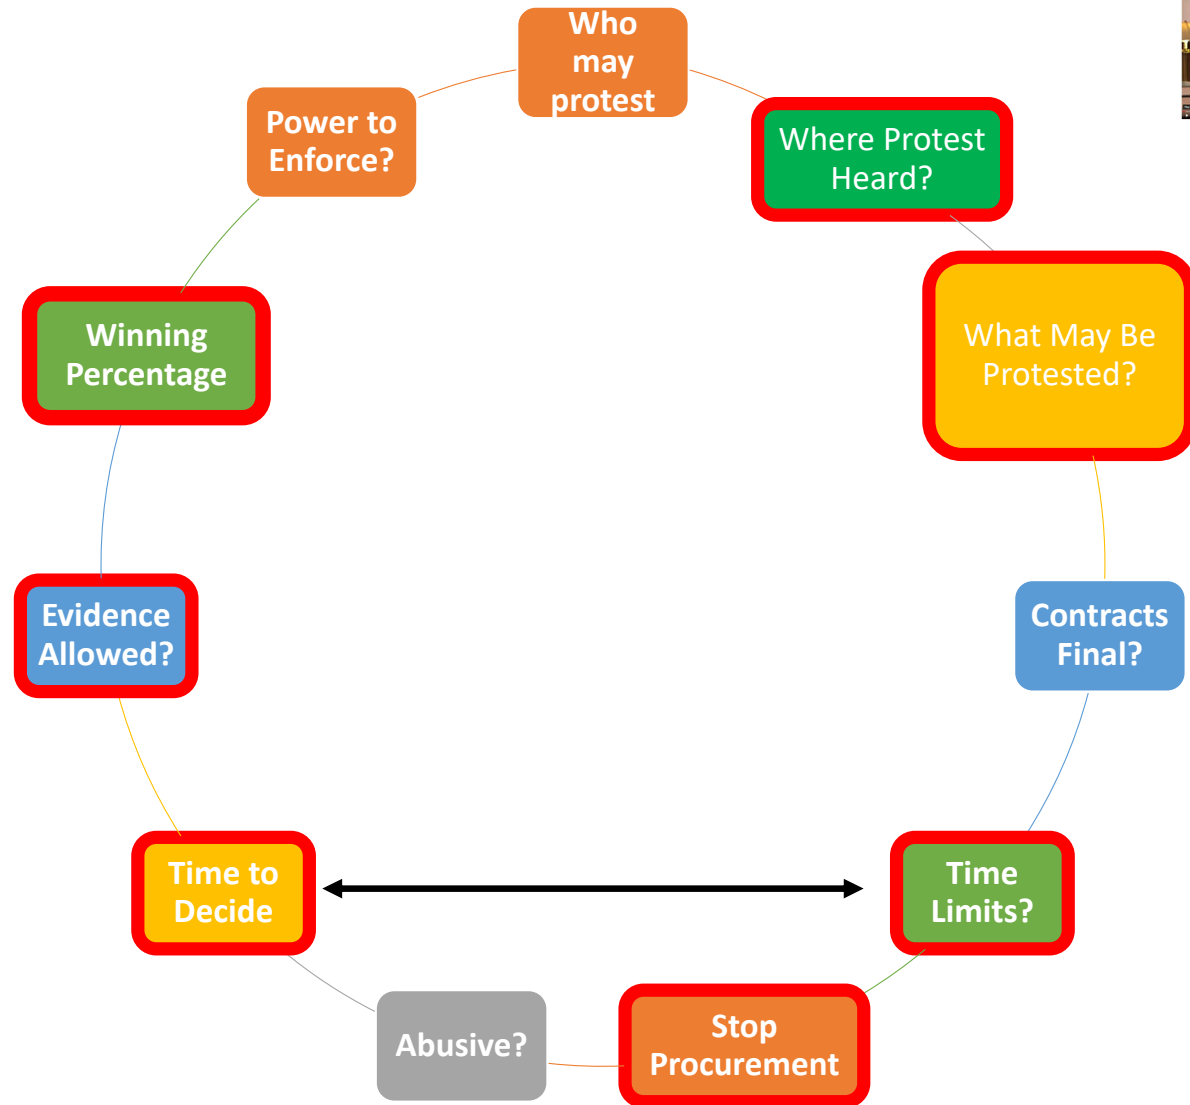 Who
may
protest
Where Protest
Heard?
What May Be
Protested?
Contracts
Final?
Time
Limits?
Stop
Procurement
Abusive?
Time to
Decide
Evidence
Allowed?
Winning
Percentage
Power to
Enforce?